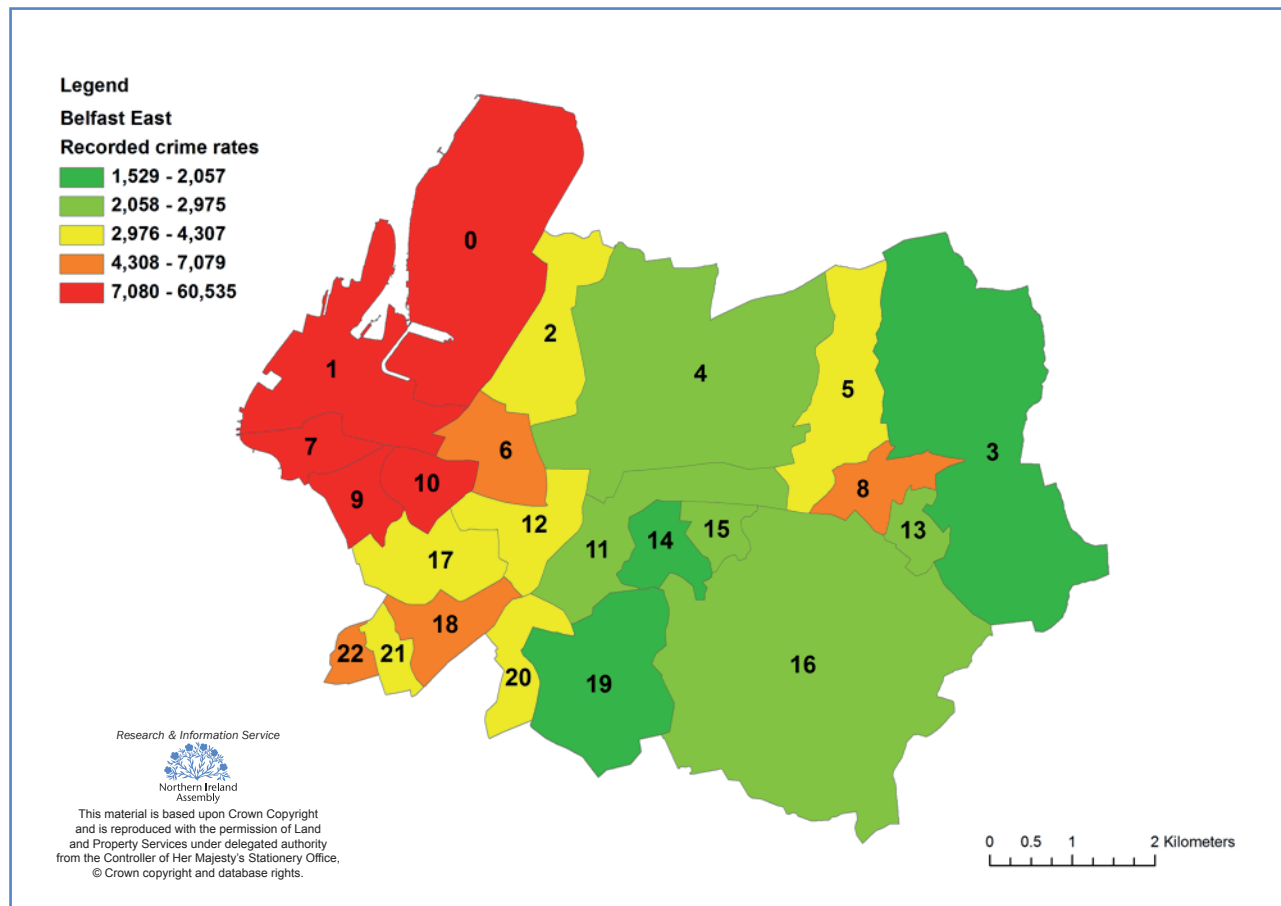 Legend
Belfast East
Recorded crime rates
1,529 - 2,057
2,058 - 2,975
2,976 - 4,307
4,308 - 7,079
7,080 - 60,535
0
2
1
4
5
3
6
7
8
10
9
12
13
15
14
11
17
18
22
21
20
19
16
Research & Information Service
Northern Ireland
Assembly
This material is based upon Crown Copyright
and is reproduced with the permission of Land
and Property Services under delegated authority
from the Controller of Her Majesty's Stationery Office,
© Crown copyright and database rights.
0 0.5 1 2 Kilometers